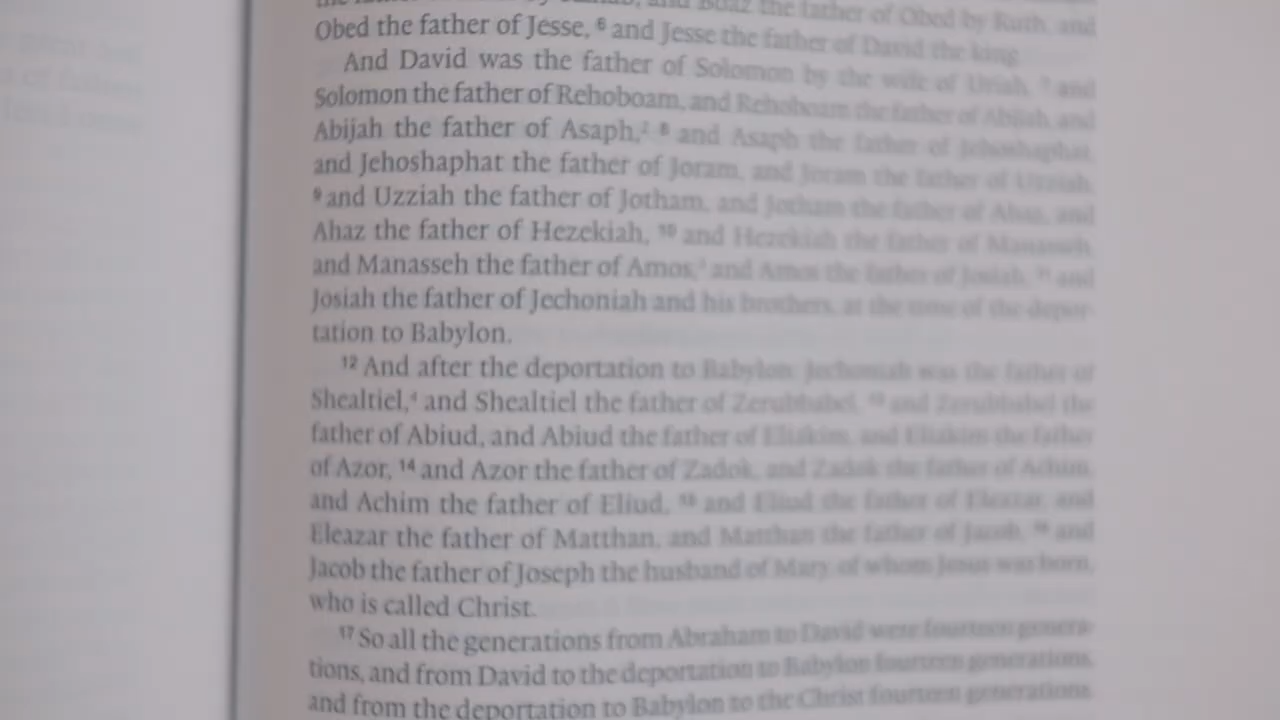 Boaz the father of Obed by Ruth, and
Obed the father of Jesse, 6 and Jesse the father of David the king.
And David was the father of Solomon by the wife of Uriah, 7 and
Solomon the father of Rehoboam, and Rehoboam the father of Abijah, and
Abijah the father of Asaph,2 8 and Asaph the father of Jehoshaphat,
and Jehoshaphat the father of Joram, and Joram the father of Uzziah,
9 and Uzziah the father of Jotham, and Jotham the father of Ahaz, and
Ahaz the father of Hezekiah, 10 and Hezekiah the father of Manasseh,
and Manasseh the father of Amos,3 and Amos the father of Josiah, 11 and
Josiah the father of Jechoniah and his brothers, at the time of the depor-
tation to Babylon.
12 And after the deportation to Babylon: Jechoniah was the father of
Shealtiel,4 and Shealtiel the father of Zerubbabel, 13 and Zerubbabel the
father of Abiud, and Abiud the father of Eliakim, and Eliakim the father
of Azor, 14 and Azor the father of Zadok, and Zadok the father of Achim,
and Achim the father of Eliud, 15 and Eliud the father of Eleazar, and
Eleazar the father of Matthan, and Matthan the father of Jacob, 16 and
Jacob the father of Joseph the husband of Mary, of whom Jesus was born,
who is called Christ.
17 So all the generations from Abraham to David were fourteen genera-
tions, and from David to the deportation to Babylon fourteen generations,
and from the deportation to Babylon to the Christ fourteen generations.